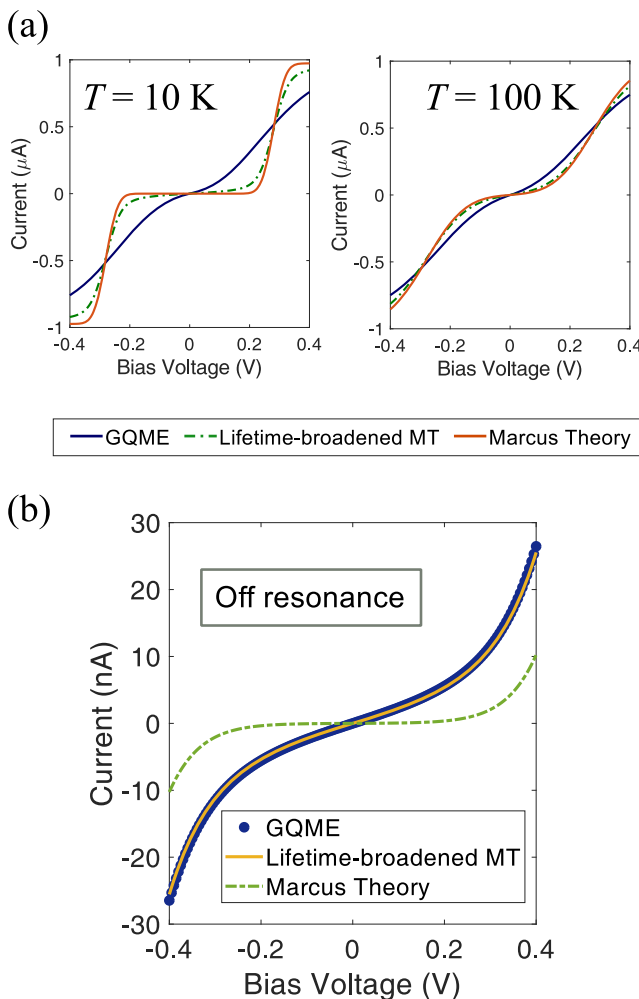 (a)
T = 10 K
T = 100 K
1
0.5
0
-0.5
-1
Current (μA)
-0.4 -0.2 0 0.2 0.4
Bias Voltage (V)
1
0.5
0
-0.5
-1
Current (μA)
-0.4 -0.2 0 0.2 0.4
Bias Voltage (V)
GQME Lifetime-broadened MT Marcus Theory
(b)
30
20
10
0
-10
-20
-30
Current (nA)
Off resonance
GQME
Lifetime-broadened MT
Marcus Theory
-0.4 -0.2 0 0.2 0.4
Bias Voltage (V)